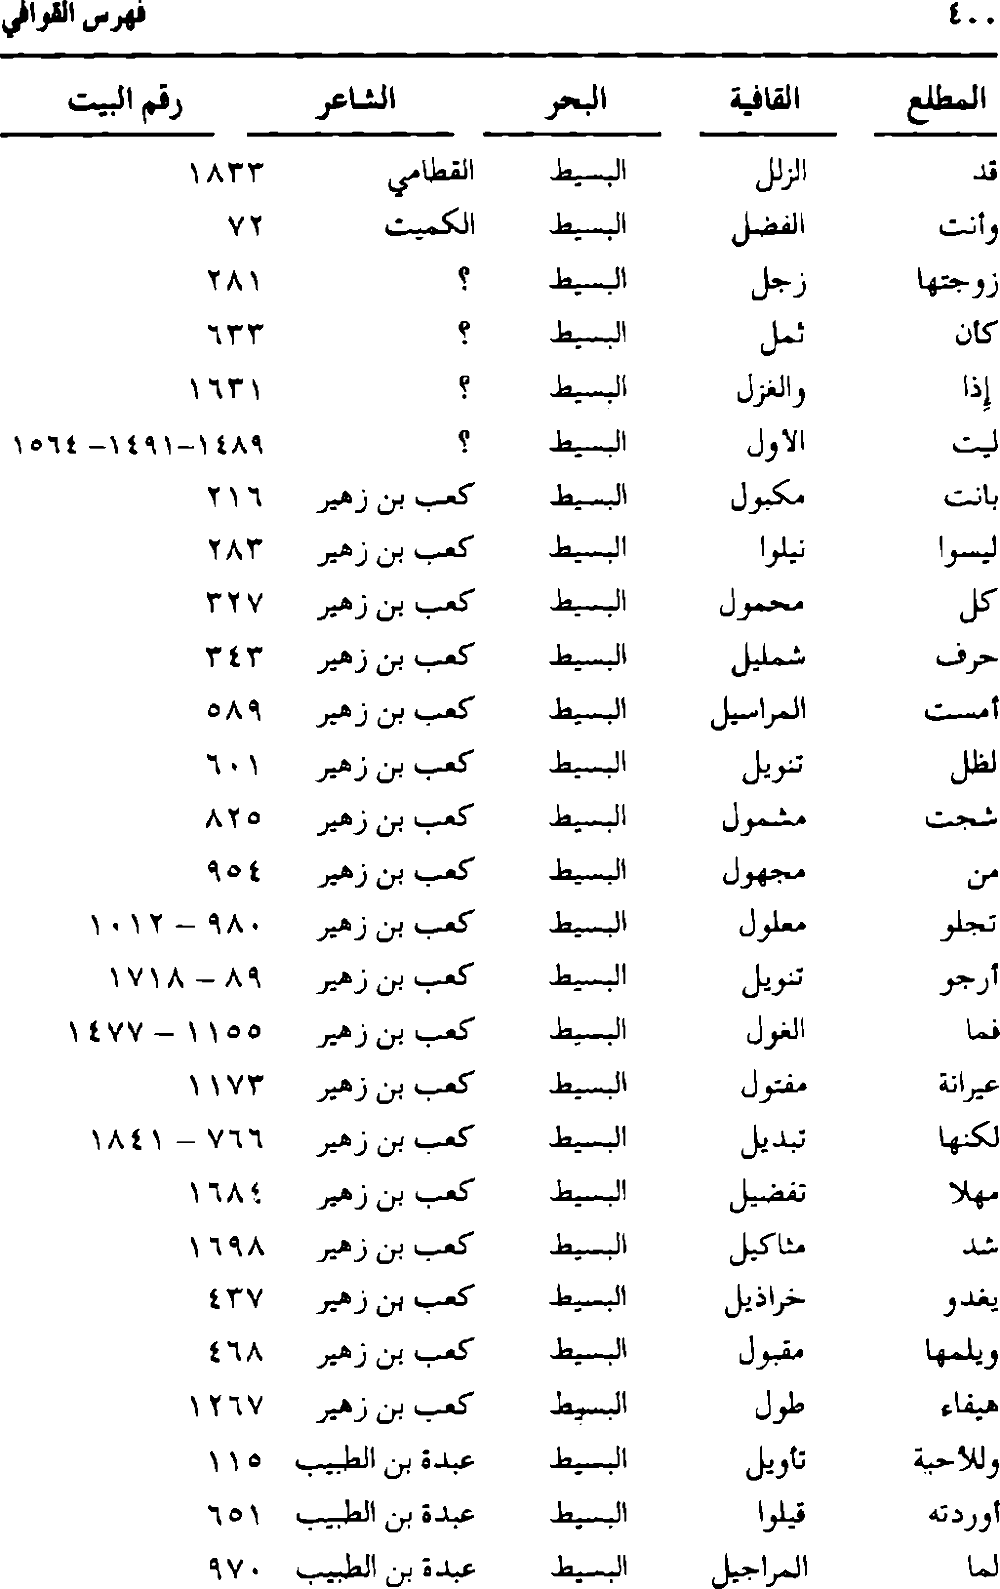 ٤٠٠ فهرس القوافي
المطلع القافية البحر الشاعر رقم البيت
قد الزلل البسيط القطامي ١٨٣٣
وأنت الفضل البسيط الكميت ٧٢
زوجتها زجل البسيط ؟ ٢٨١
كأن ثمل البسيط ؟ ٦٣٣
إِذا والغزل البسيط ؟ ١٦٣١
ليت الأول البسيط ؟ ١٤٨٩–١٤٩١– ١٥٦٤
بانت مكبول البسيط كعب بن زهير ٢١٦
ليسوا نيلوا البسيط كعب بن زهير ٢٨٣
كل محمول البسيط كعب بن زهير ٣٢٧
حرف شمليل البسيط كعب بن زهير ٣٤٣
أمست المراسيل البسيط كعب بن زهير ٥٨٩
لظل تنويل البسيط كعب بن زهير ٦٠١
شجت مشمول البسيط كعب بن زهير ٨٢٥
من مجهول البسيط كعب بن زهير ٩٥٤
تجلو معلول البسيط كعب بن زهير ٩٨٠ – ١٠١٢
أرجو تنويل البسيط كعب بن زهير ٨٩ – ١٧١٨
فما الغول البسيط كعب بن زهير ١١٥٥ – ١٤٧٧
عيرانة مفتول البسيط كعب بن زهير ١١٧٣
لكنها تبديل البسيط كعب بن زهير ٧٦٦ – ١٨٤١
مهلا تفضيل البسيط كعب بن زهير ١٦٨٤
شد مثاكيل البسيط كعب بن زهير ١٦٩٨
يغدو خراذيل البسيط كعب بن زهير ٤٣٧
ويلمها مقبول البسيط كعب بن زهير ٤٦٨
هيفاء طول البسيط كعب بن زهير ١٢٦٧
وللأحبة تأويل البسيط عبدة بن الطبيب ١١٥
أوردته قيلوا البسيط عبدة بن الطبيب ٦٥١
لما المراجيل البسيط عبدة بن الطبيب ٩٧٠